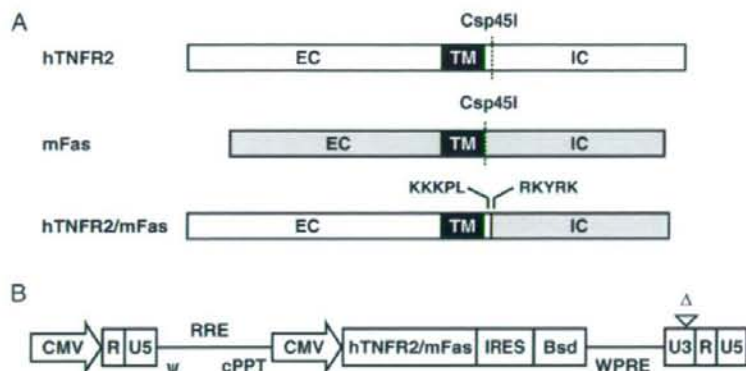 A
Csp45I
hTNFR2 EC TM IC
Csp45I
mFas EC TM IC
KKKPL RKYRK
hTNFR2/mFas EC TM IC
B
Δ
CMV R U5 RRE CMV hTNFR2/mFas IRES Bsd U3 R U5
ψ cPPT WPRE